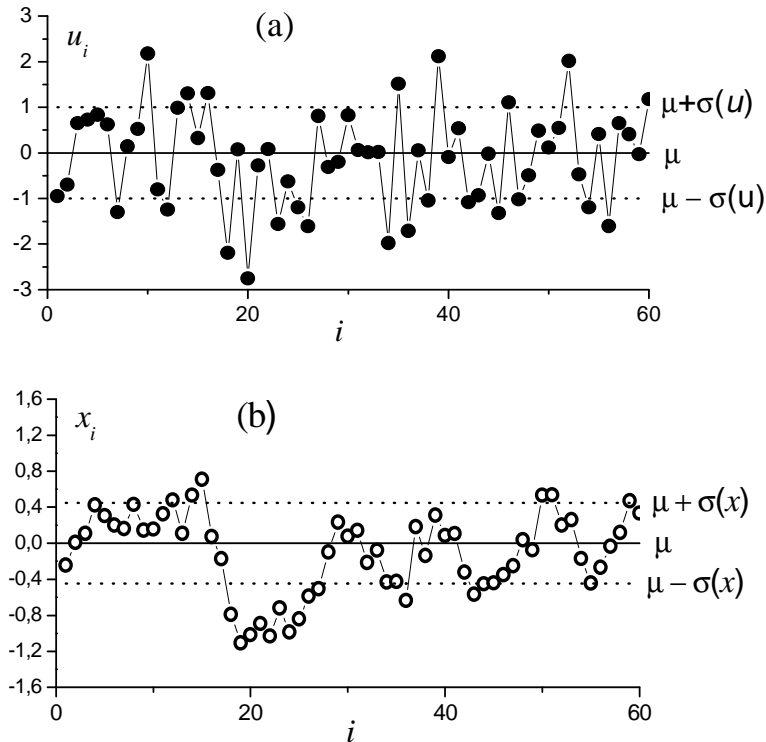 (a)
u_i
3
2
1
0
-1
-2
-3
μ+σ(u)
μ
μ − σ(u)
0 20 40 60
i
(b)
x_i
1,6
1,2
0,8
0,4
0,0
-0,4
-0,8
-1,2
-1,6
μ + σ(x)
μ
μ − σ(x)
0 20 40 60
i